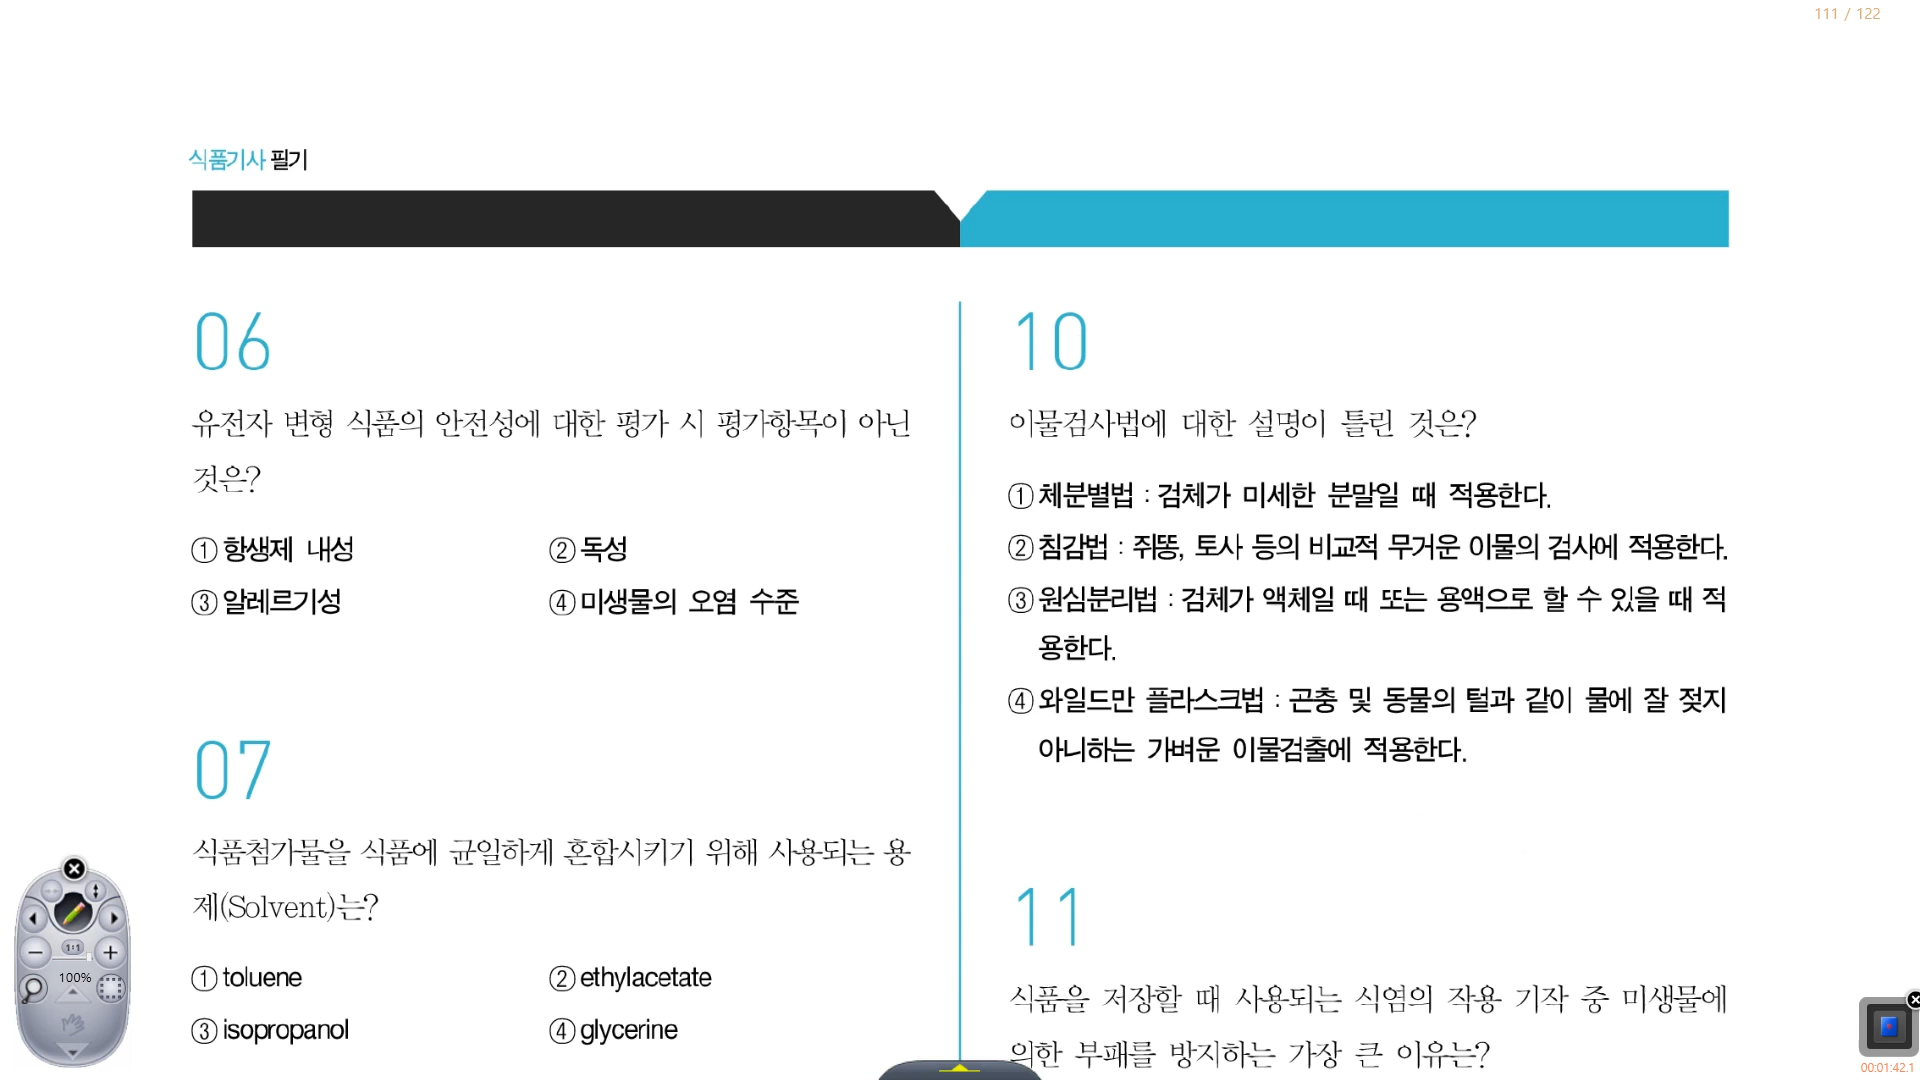 111 / 122
식품기사 필기
06
유전자 변형 식품의 안전성에 대한 평가 시 평가항목이 아닌
것은?
① 항생제 내성 ② 독성
③ 알레르기성 ④ 미생물의 오염 수준
07
식품첨가물을 식품에 균일하게 혼합시키기 위해 사용되는 용
제(Solvent)는?
① toluene ② ethylacetate
③ isopropanol ④ glycerine
10
이물검사법에 대한 설명이 틀린 것은?
① 체분별법 : 검체가 미세한 분말일 때 적용한다.
② 침강법 : 쥐똥, 토사 등의 비교적 무거운 이물의 검사에 적용한다.
③ 원심분리법 : 검체가 액체일 때 또는 용액으로 할 수 있을 때 적
용한다.
④ 와일드만 플라스크법 : 곤충 및 동물의 털과 같이 물에 잘 젖지
아니하는 가벼운 이물검출에 적용한다.
11
식품을 저장할 때 사용되는 식염의 작용 기작 중 미생물에
의한 부패를 방지하는 가장 큰 이유는?
1:1
100%
00:01:42.1